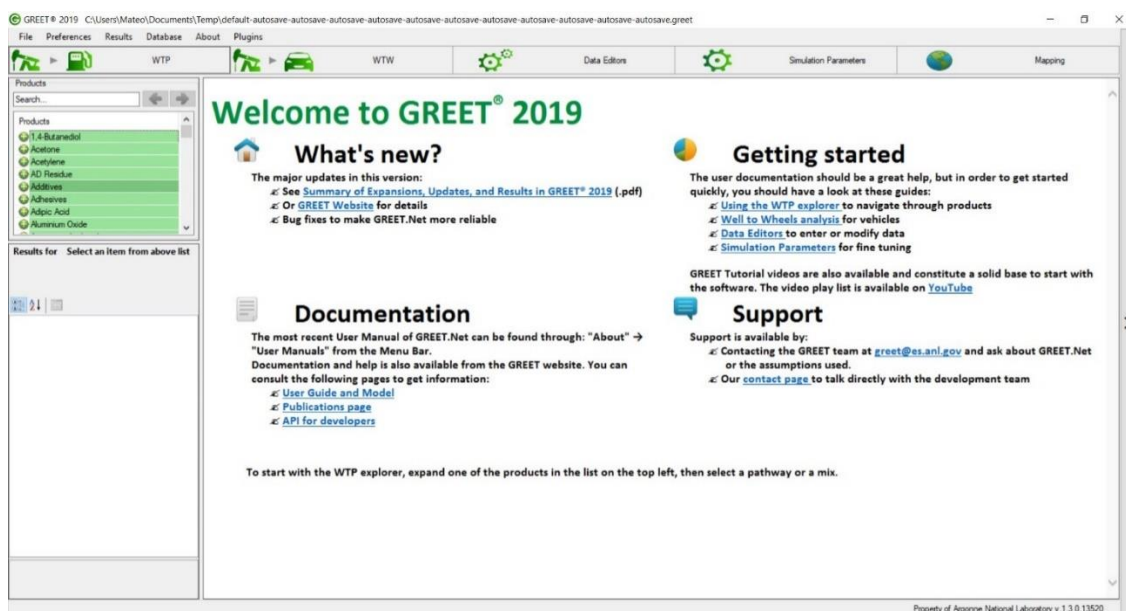 GREET® 2019 C:\Users\Mateo\Documents\Temp\default-autosave-autosave-autosave-autosave-autosave-autosave-autosave-autosave-autosave-autosave-autosave.greet
File Preferences Results Database About Plugins
WTP WTW Data Editors Simulation Parameters Mapping
Products
Search...
Products
1,4-Butanediol
Acetone
Acetylene
AD Residue
Additives
Adhesives
Adipic Acid
Aluminium Oxide
Results for Select an item from above list
Welcome to GREET® 2019
What's new?
The major updates in this version:
See Summary of Expansions, Updates, and Results in GREET® 2019 (.pdf)
Or GREET Website for details
Bug fixes to make GREET.Net more reliable
Getting started
The user documentation should be a great help, but in order to get started
quickly, you should have a look at these guides:
Using the WTP explorer to navigate through products
Well to Wheels analysis for vehicles
Data Editors to enter or modify data
Simulation Parameters for fine tuning
GREET Tutorial videos are also available and constitute a solid base to start with
the software. The video play list is available on YouTube
Documentation
The most recent User Manual of GREET.Net can be found through: "About" →
"User Manuals" from the Menu Bar.
Documentation and help is also available from the GREET website. You can
consult the following pages to get information:
User Guide and Model
Publications page
API for developers
Support
Support is available by:
Contacting the GREET team at greet@es.anl.gov and ask about GREET.Net
or the assumptions used.
Our contact page to talk directly with the development team
To start with the WTP explorer, expand one of the products in the list on the top left, then select a pathway or a mix.
Property of Argonne National Laboratory v 1.3.0.13520